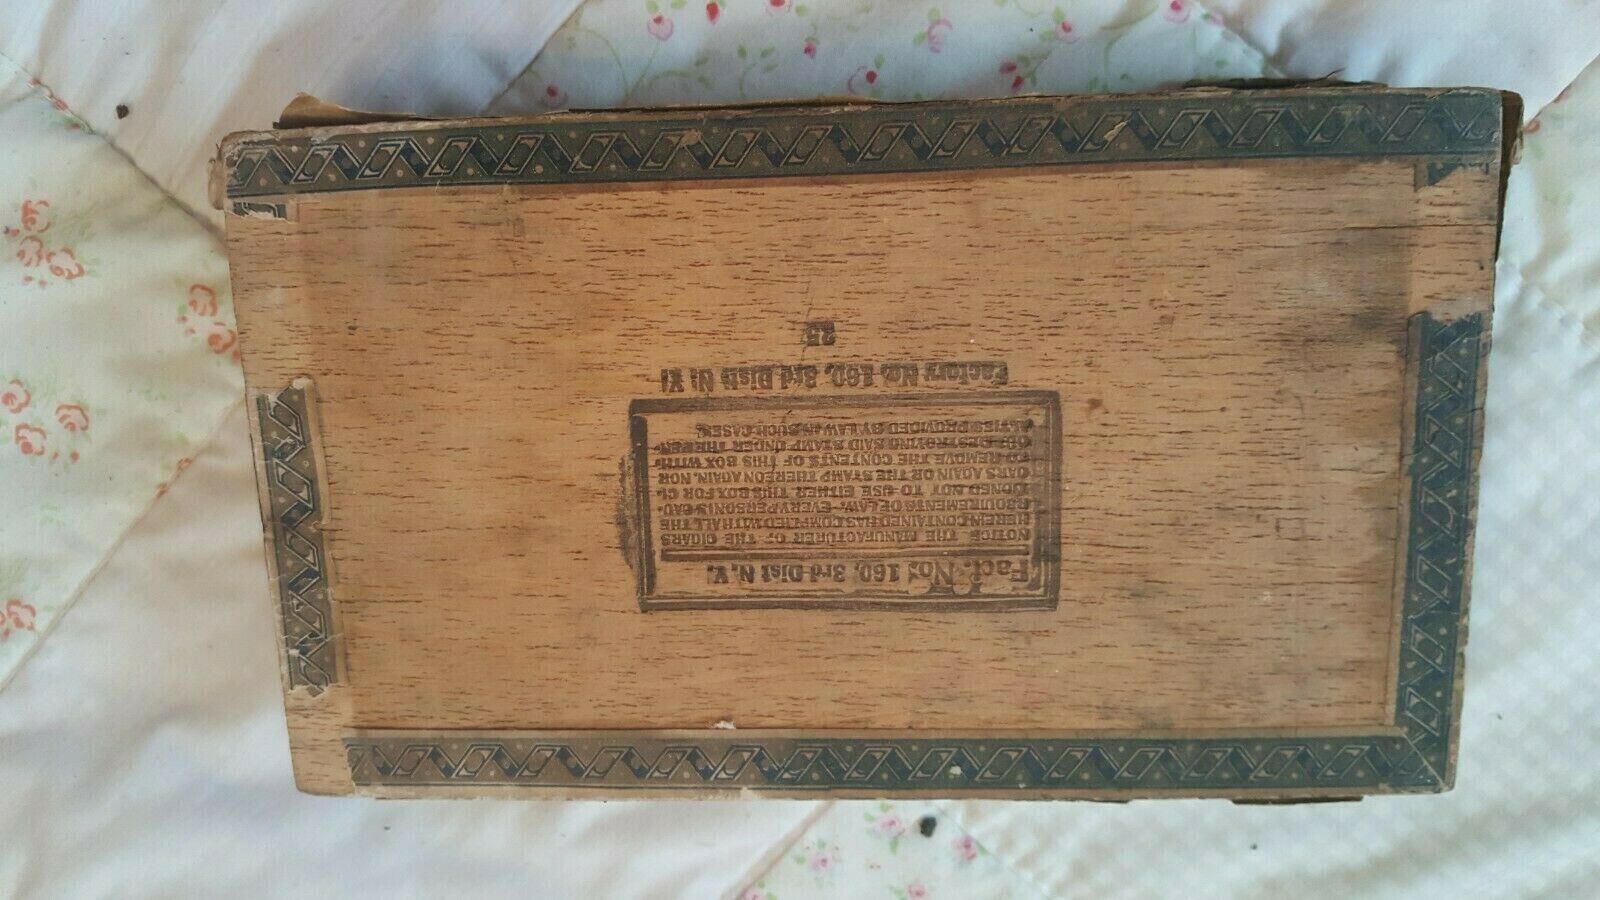 Fact. No. 160, 3rd Dist N. Y.
NOTICE THE MANUFACTURER OF THE CIGARS
HEREIN CONTAINED HAS COMPLIED WITH ALL THE
REQUIREMENTS OF LAW. EVERY PERSON IS CAU-
TIONED NOT TO USE EITHER THIS BOX FOR CI-
GARS AGAIN OR THE STAMP THEREON AGAIN, NOR
TO REMOVE THE CONTENTS OF THIS BOX WITH-
OUT DESTROYING SAID STAMP UNDER THE PEN-
ALTIES PROVIDED BY LAW IN SUCH CASES.
Factory No. 160, 3rd Dist. N. Y.
25